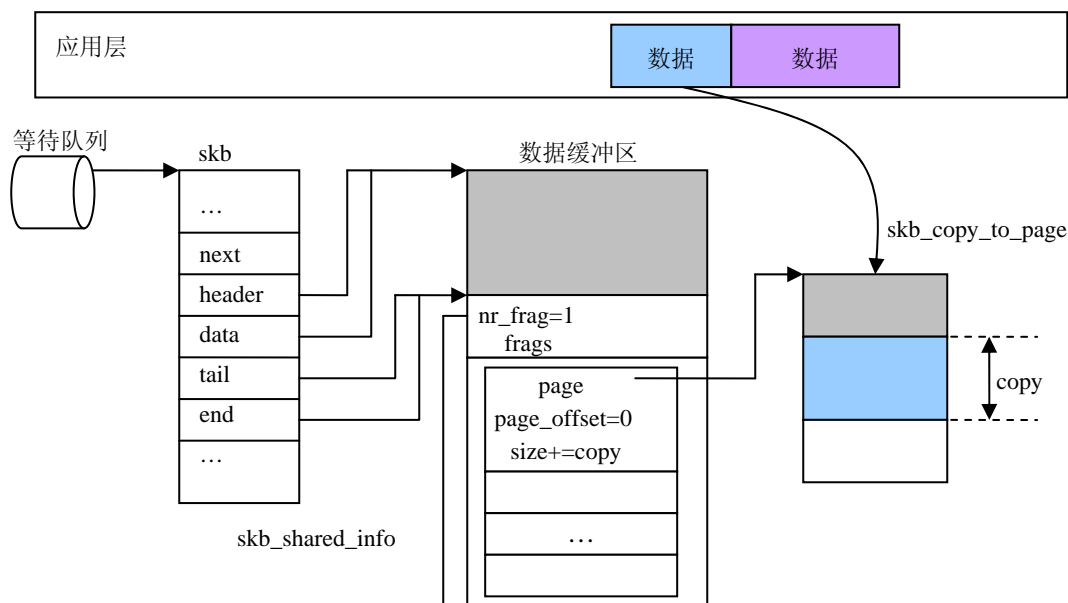 应用层
数据
数据
等待队列
skb
数据缓冲区
…
next
header
data
tail
end
…
nr_frag=1
frags
page
page_offset=0
size+=copy
…
skb_shared_info
skb_copy_to_page
copy